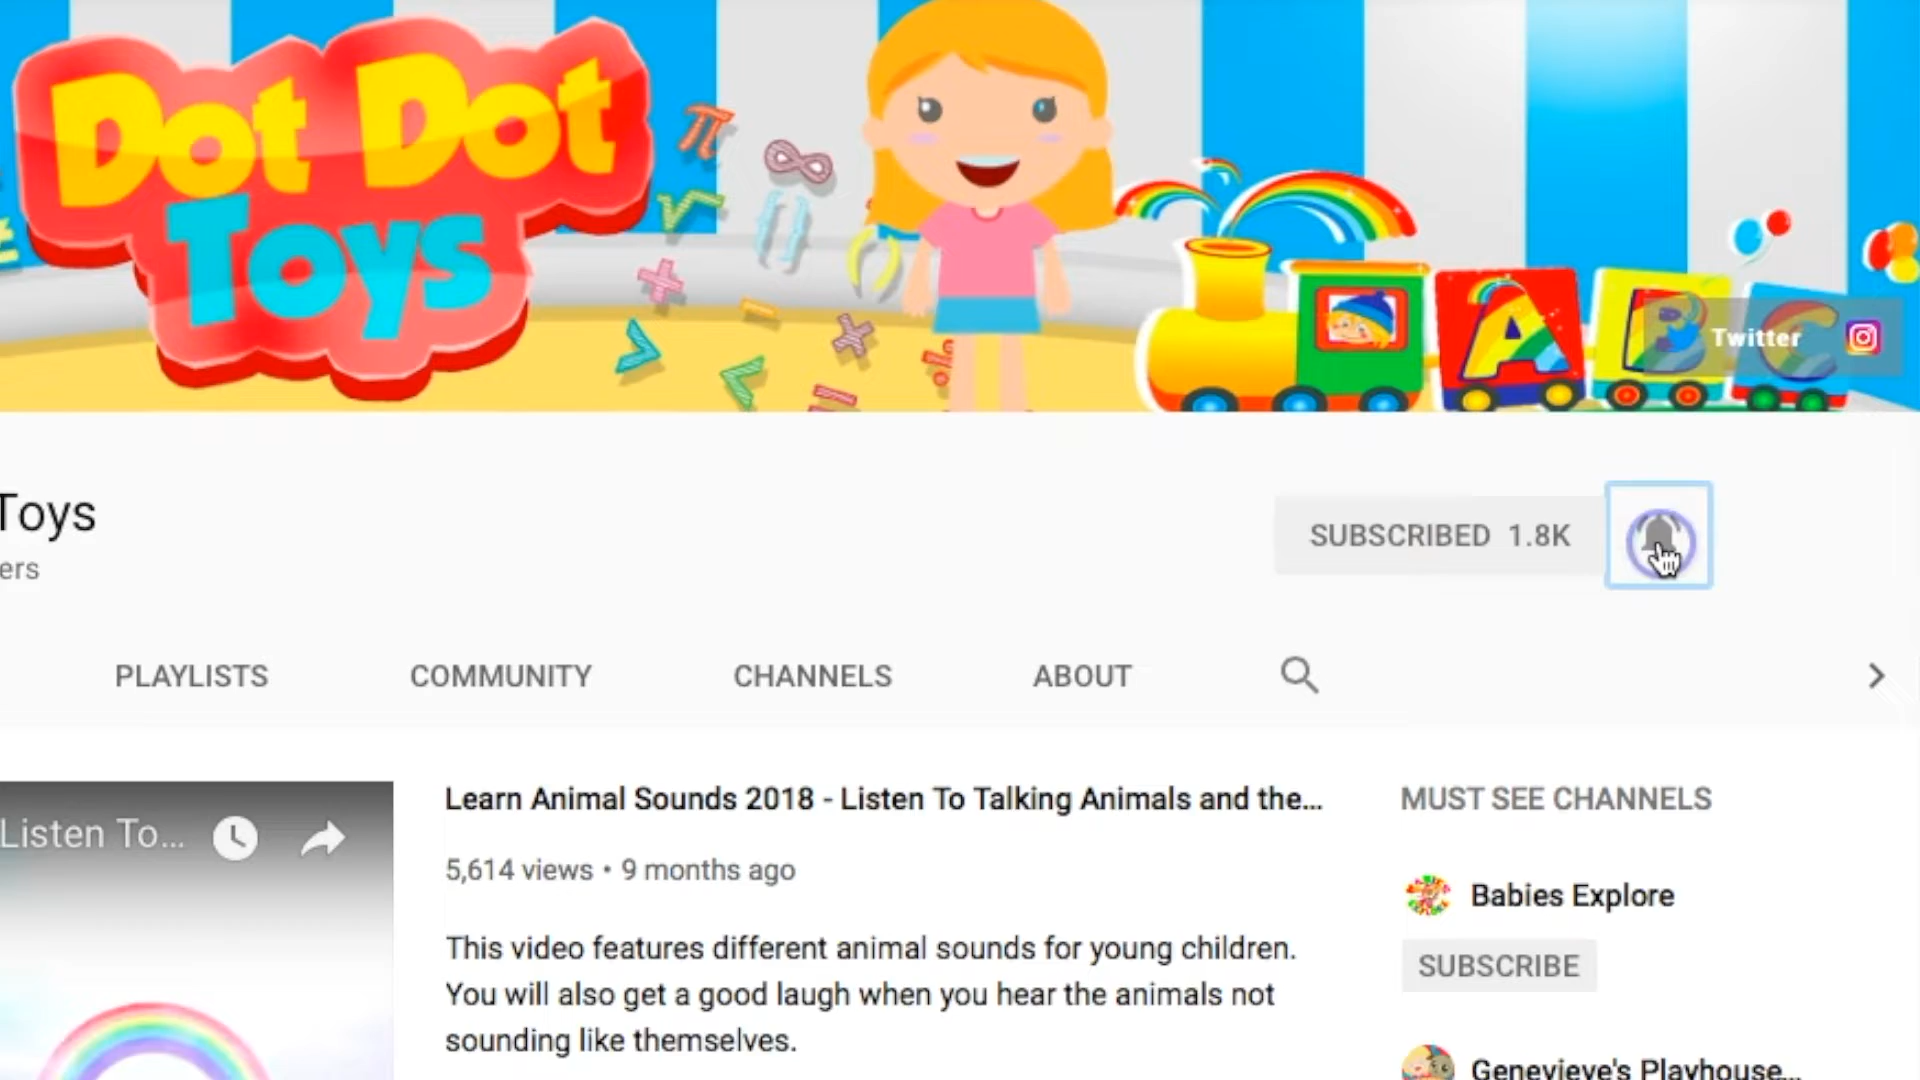 Dot Dot
Toys
A B C
Twitter
Toys
ers
SUBSCRIBED 1.8K
PLAYLISTS COMMUNITY CHANNELS ABOUT
Listen To...
Learn Animal Sounds 2018 - Listen To Talking Animals and the...
5,614 views • 9 months ago
This video features different animal sounds for young children.
You will also get a good laugh when you hear the animals not
sounding like themselves.
MUST SEE CHANNELS
Babies Explore
SUBSCRIBE
Genevieve's Playhouse...